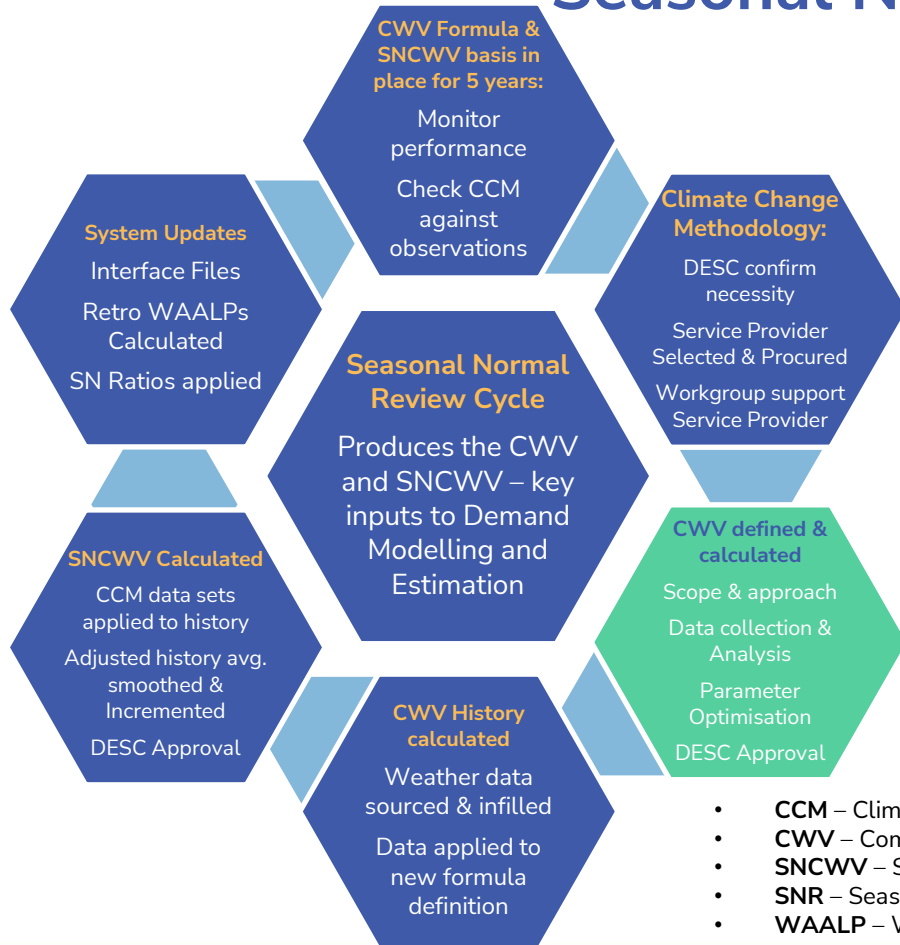 Seasonal N
CWV Formula &
SNCWV basis in
place for 5 years:
Monitor
performance
Check CCM
against
observations
Climate Change
Methodology:
DESC confirm
necessity
Service Provider
Selected & Procured
Workgroup support
Service Provider
CWV defined &
calculated
Scope & approach
Data collection &
Analysis
Parameter
Optimisation
DESC Approval
CWV History
calculated
Weather data
sourced & infilled
Data applied to
new formula
definition
SNCWV Calculated
CCM data sets
applied to history
Adjusted history avg.
smoothed &
Incremented
DESC Approval
System Updates
Interface Files
Retro WAALPs
Calculated
SN Ratios applied
Seasonal Normal
Review Cycle
Produces the CWV
and SNCWV – key
inputs to Demand
Modelling and
Estimation
• CCM – Clim
• CWV – Com
• SNCWV – S
• SNR – Seas
• WAALP – W